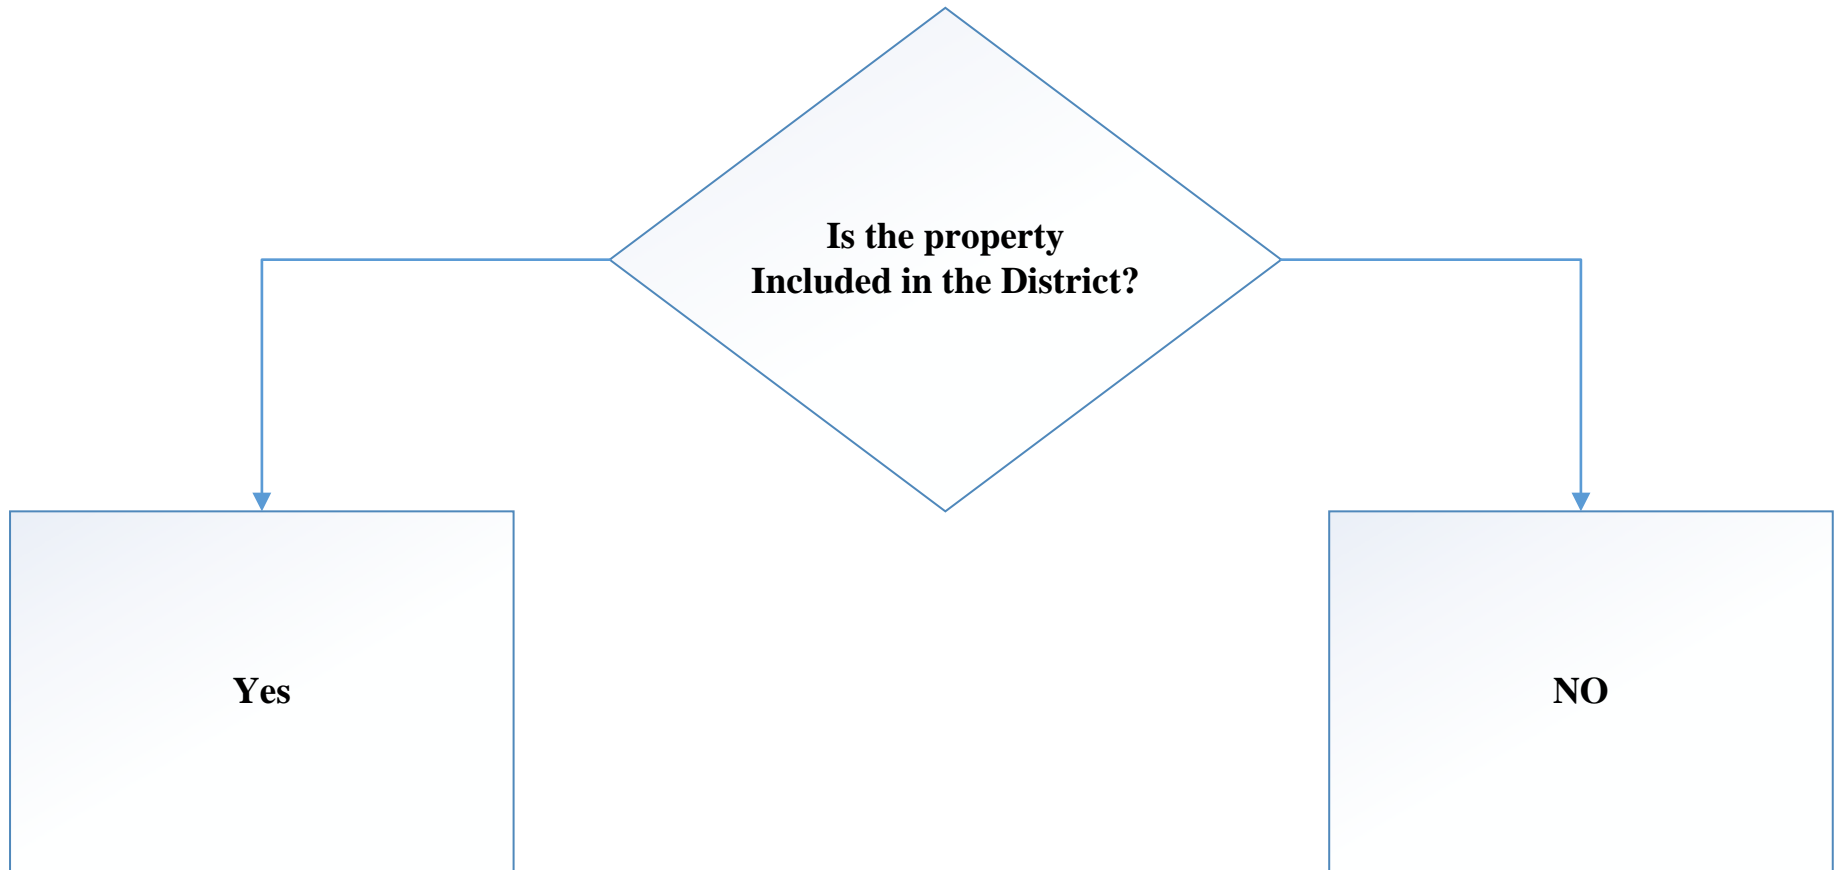 Is the property
Included in the District?
Yes
NO